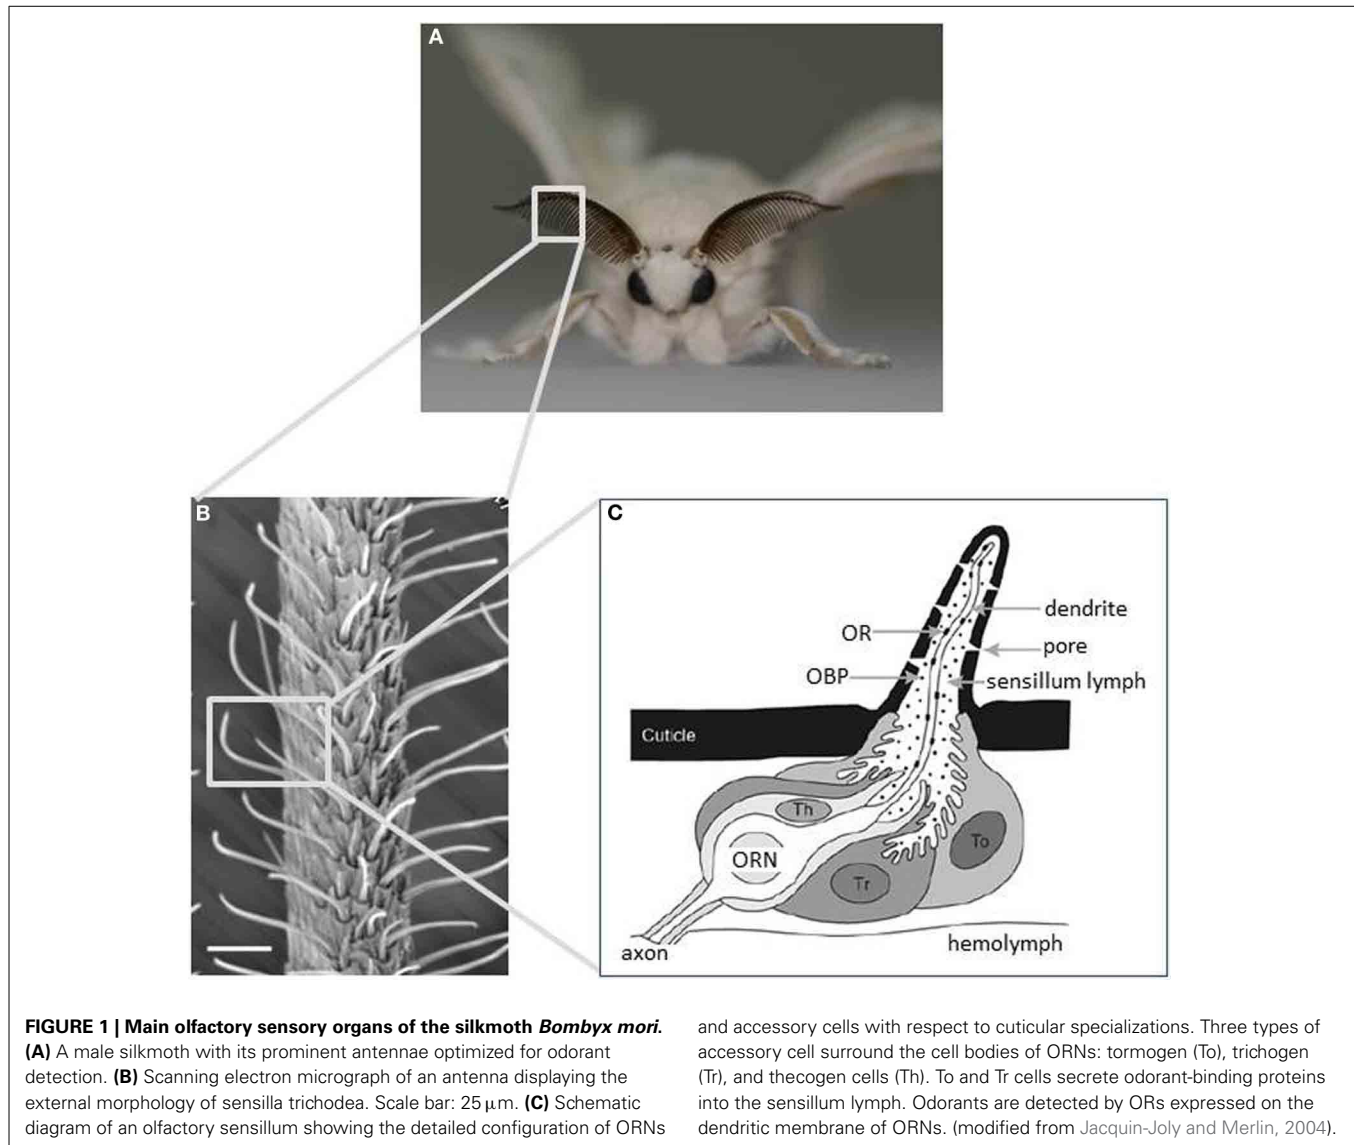 A
B
C
dendrite
OR
pore
OBP
sensillum lymph
Cuticle
Th
To
ORN
Tr
hemolymph
axon
FIGURE 1 | Main olfactory sensory organs of the silkmoth Bombyx mori.
(A) A male silkmoth with its prominent antennae optimized for odorant
detection. (B) Scanning electron micrograph of an antenna displaying the
external morphology of sensilla trichodea. Scale bar: 25 μm. (C) Schematic
diagram of an olfactory sensillum showing the detailed configuration of ORNs
and accessory cells with respect to cuticular specializations. Three types of
accessory cell surround the cell bodies of ORNs: tormogen (To), trichogen
(Tr), and thecogen cells (Th). To and Tr cells secrete odorant-binding proteins
into the sensillum lymph. Odorants are detected by ORs expressed on the
dendritic membrane of ORNs. (modified from Jacquin-Joly and Merlin, 2004).